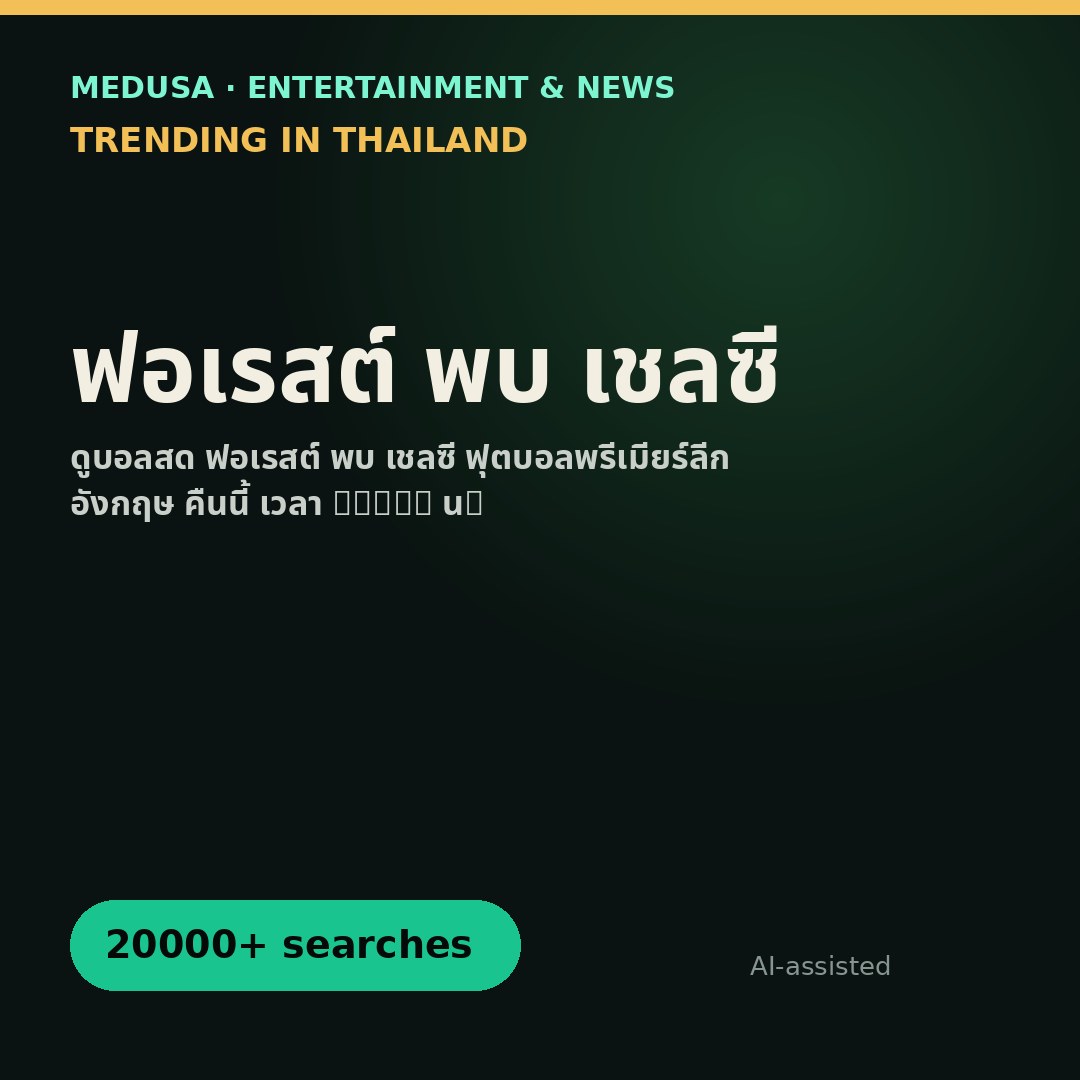 MEDUSA · ENTERTAINMENT & NEWS
TRENDING IN THAILAND
ฟอเรสต์ พบ เชลซี
ดูบอลสด ฟอเรสต์ พบ เชลซี ฟุตบอลพรีเมียร์ลีก
อังกฤษ คืนนี้ เวลา น
20000+ searches
AI-assisted